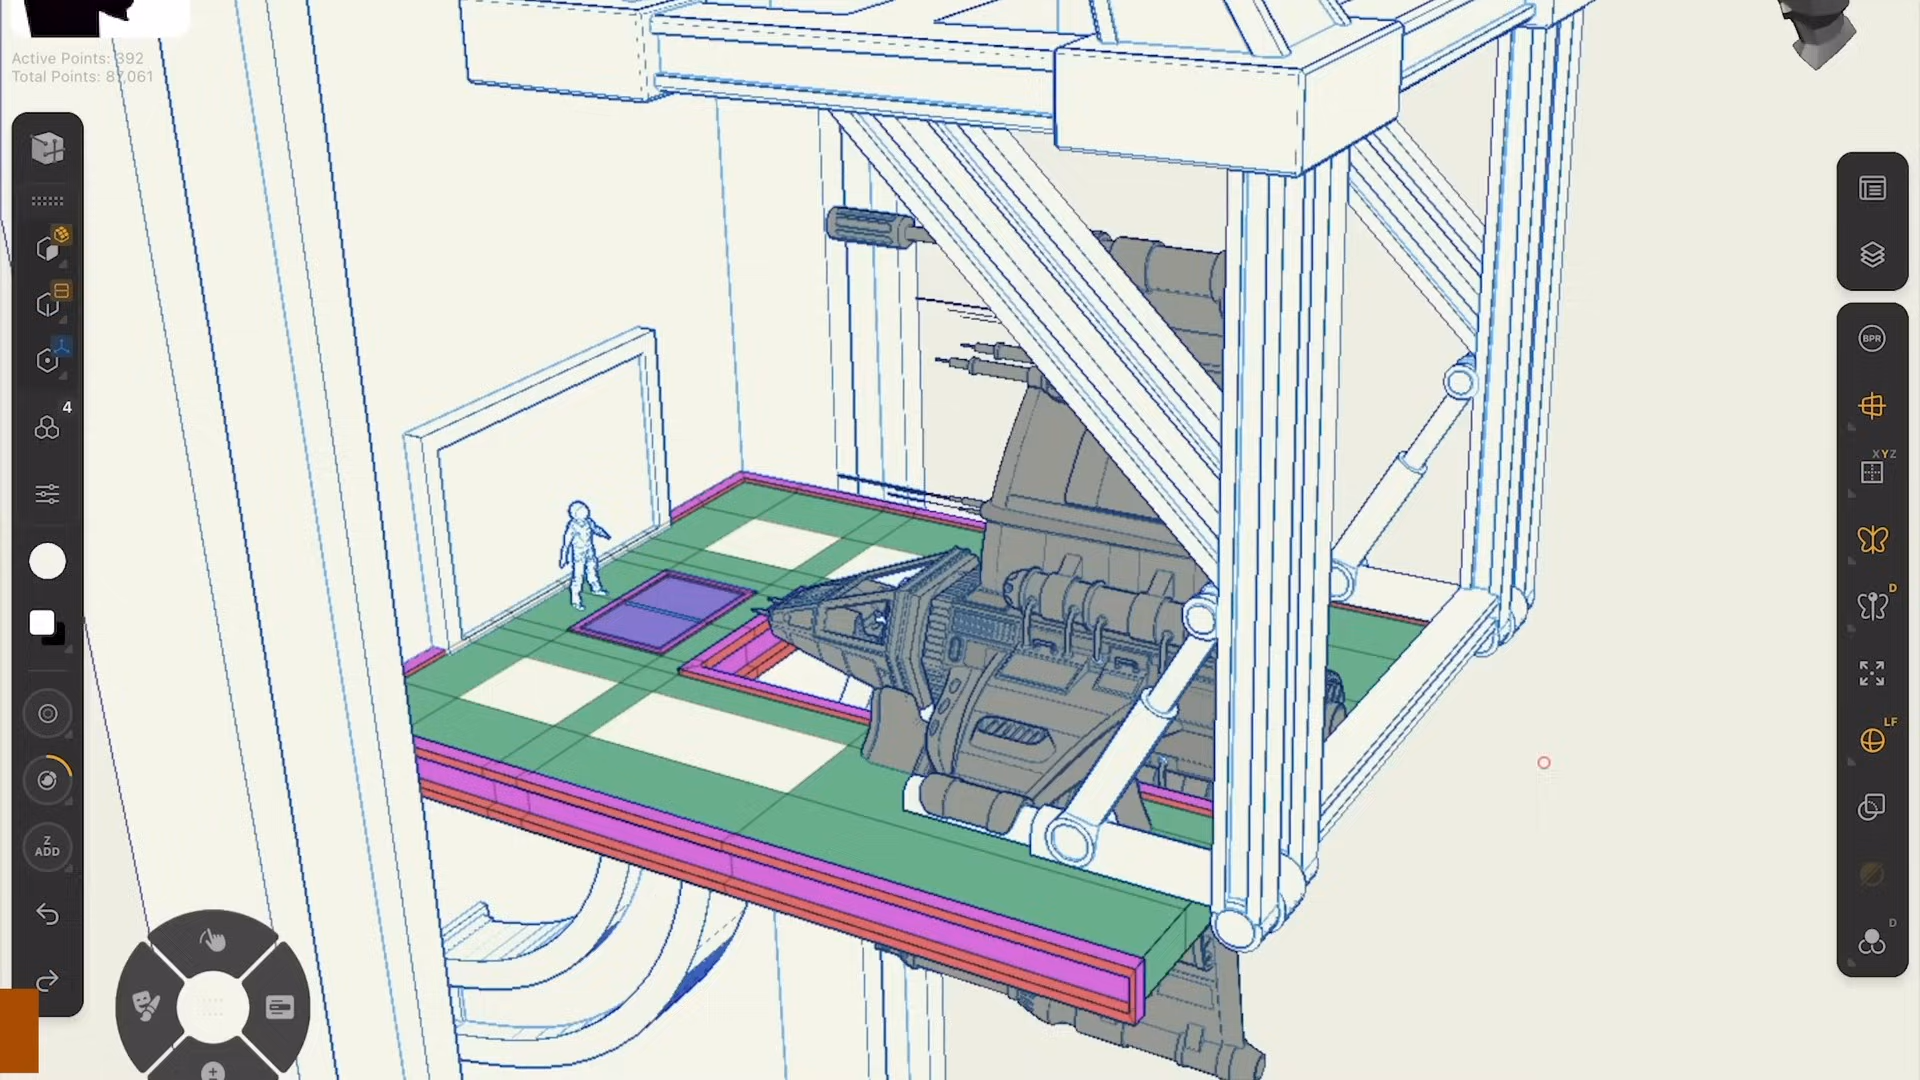 Active Points: 392
Total Points: 87,061
4
Z
ADD
BPR
XYZ
D
LF
D